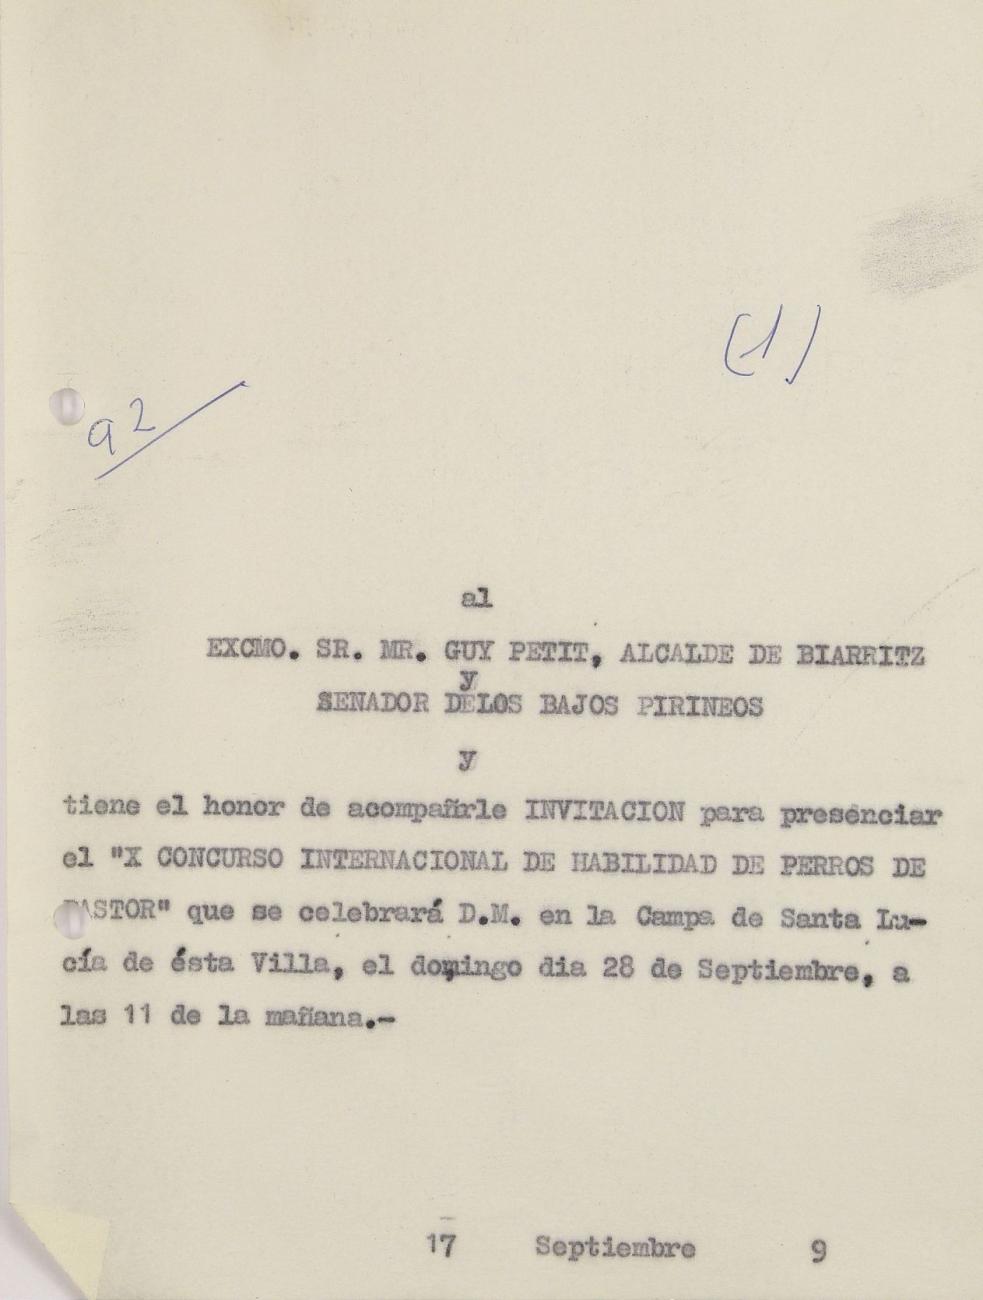 (1)
92
al
EXCMO. SR. MR. GUY PETIT, ALCALDE DE BIARRITZ
y
SENADOR DELOS BAJOS PIRINEOS
y
tiene el honor de acompañrle INVITACION para presénciar
el "X CONCURSO INTERNACIONAL DE HABILIDAD DE PERROS DE
PASTOR" que se celebrará D.M. en la Campa de Santa Lu-
cía de ésta Villa, el domingo dia 28 de Septiembre, a
las 11 de la mañana.-
17 Septiembre 9